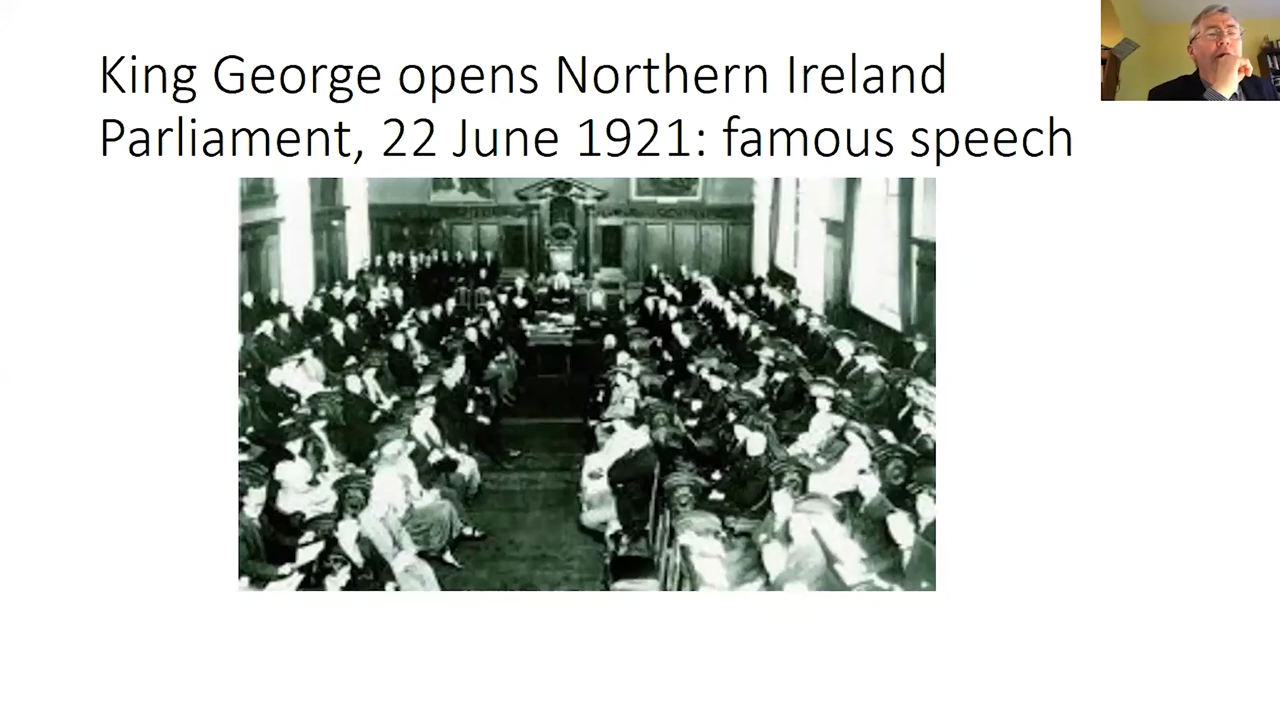 King George opens Northern Ireland
Parliament, 22 June 1921: famous speech